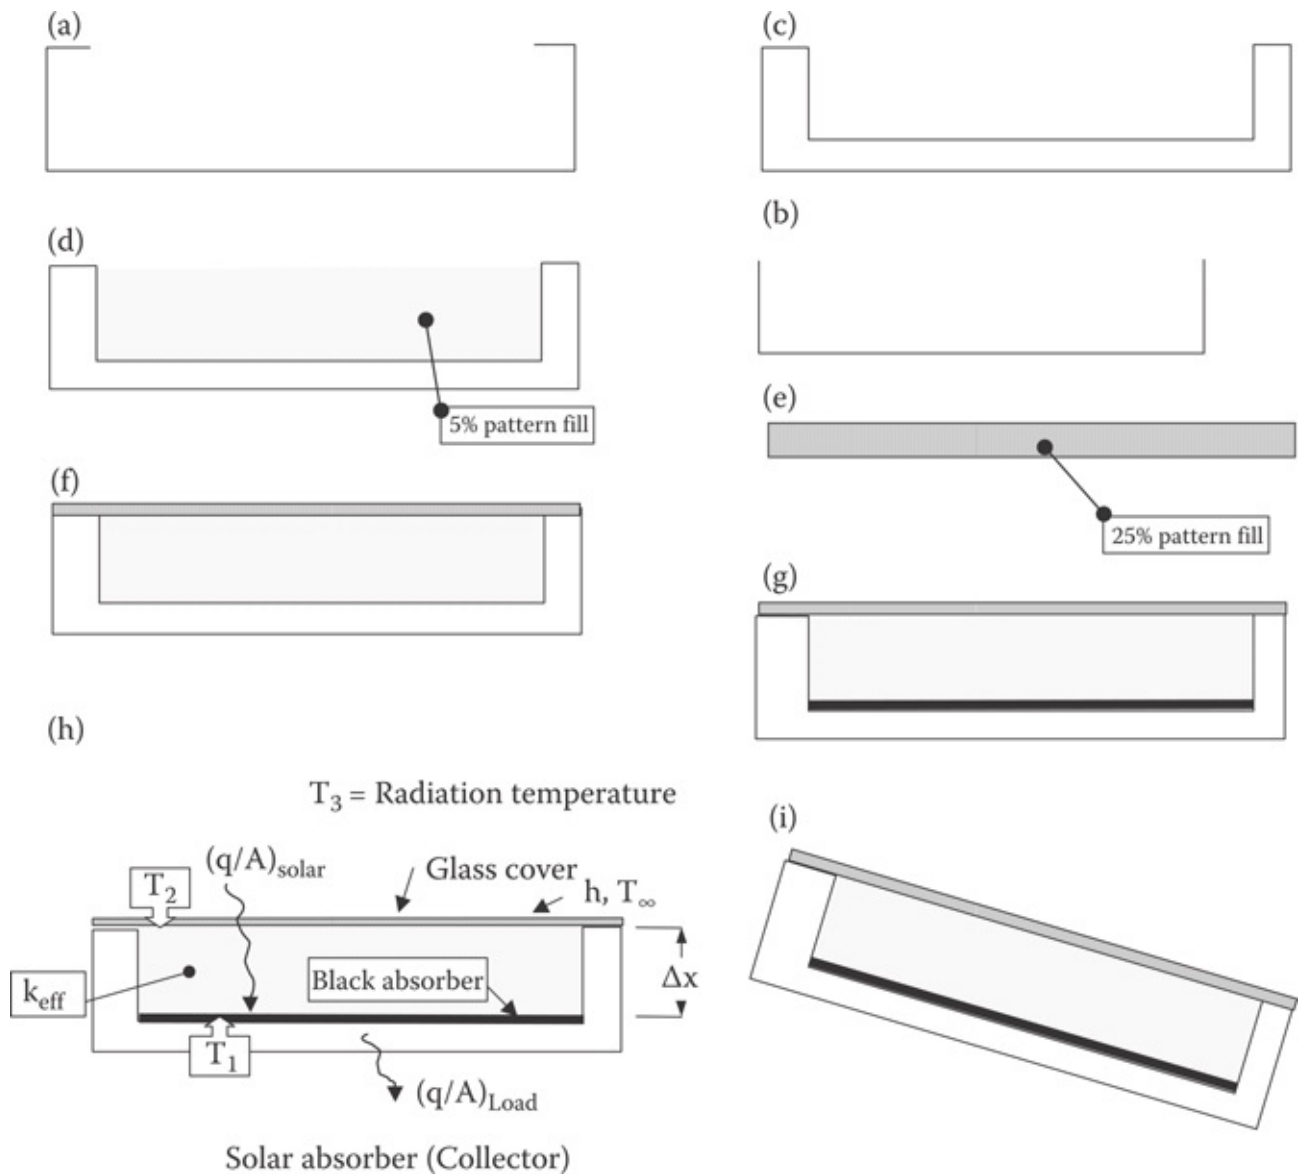 (a)
(c)
(d)
(b)
5% pattern fill
(e)
(f)
25% pattern fill
(g)
(h)
T₃ = Radiation temperature
(i)
(q/A)solar
Glass cover
T₂
h, T∞
Black absorber
Δx
keff
T₁
(q/A)Load
Solar absorber (Collector)